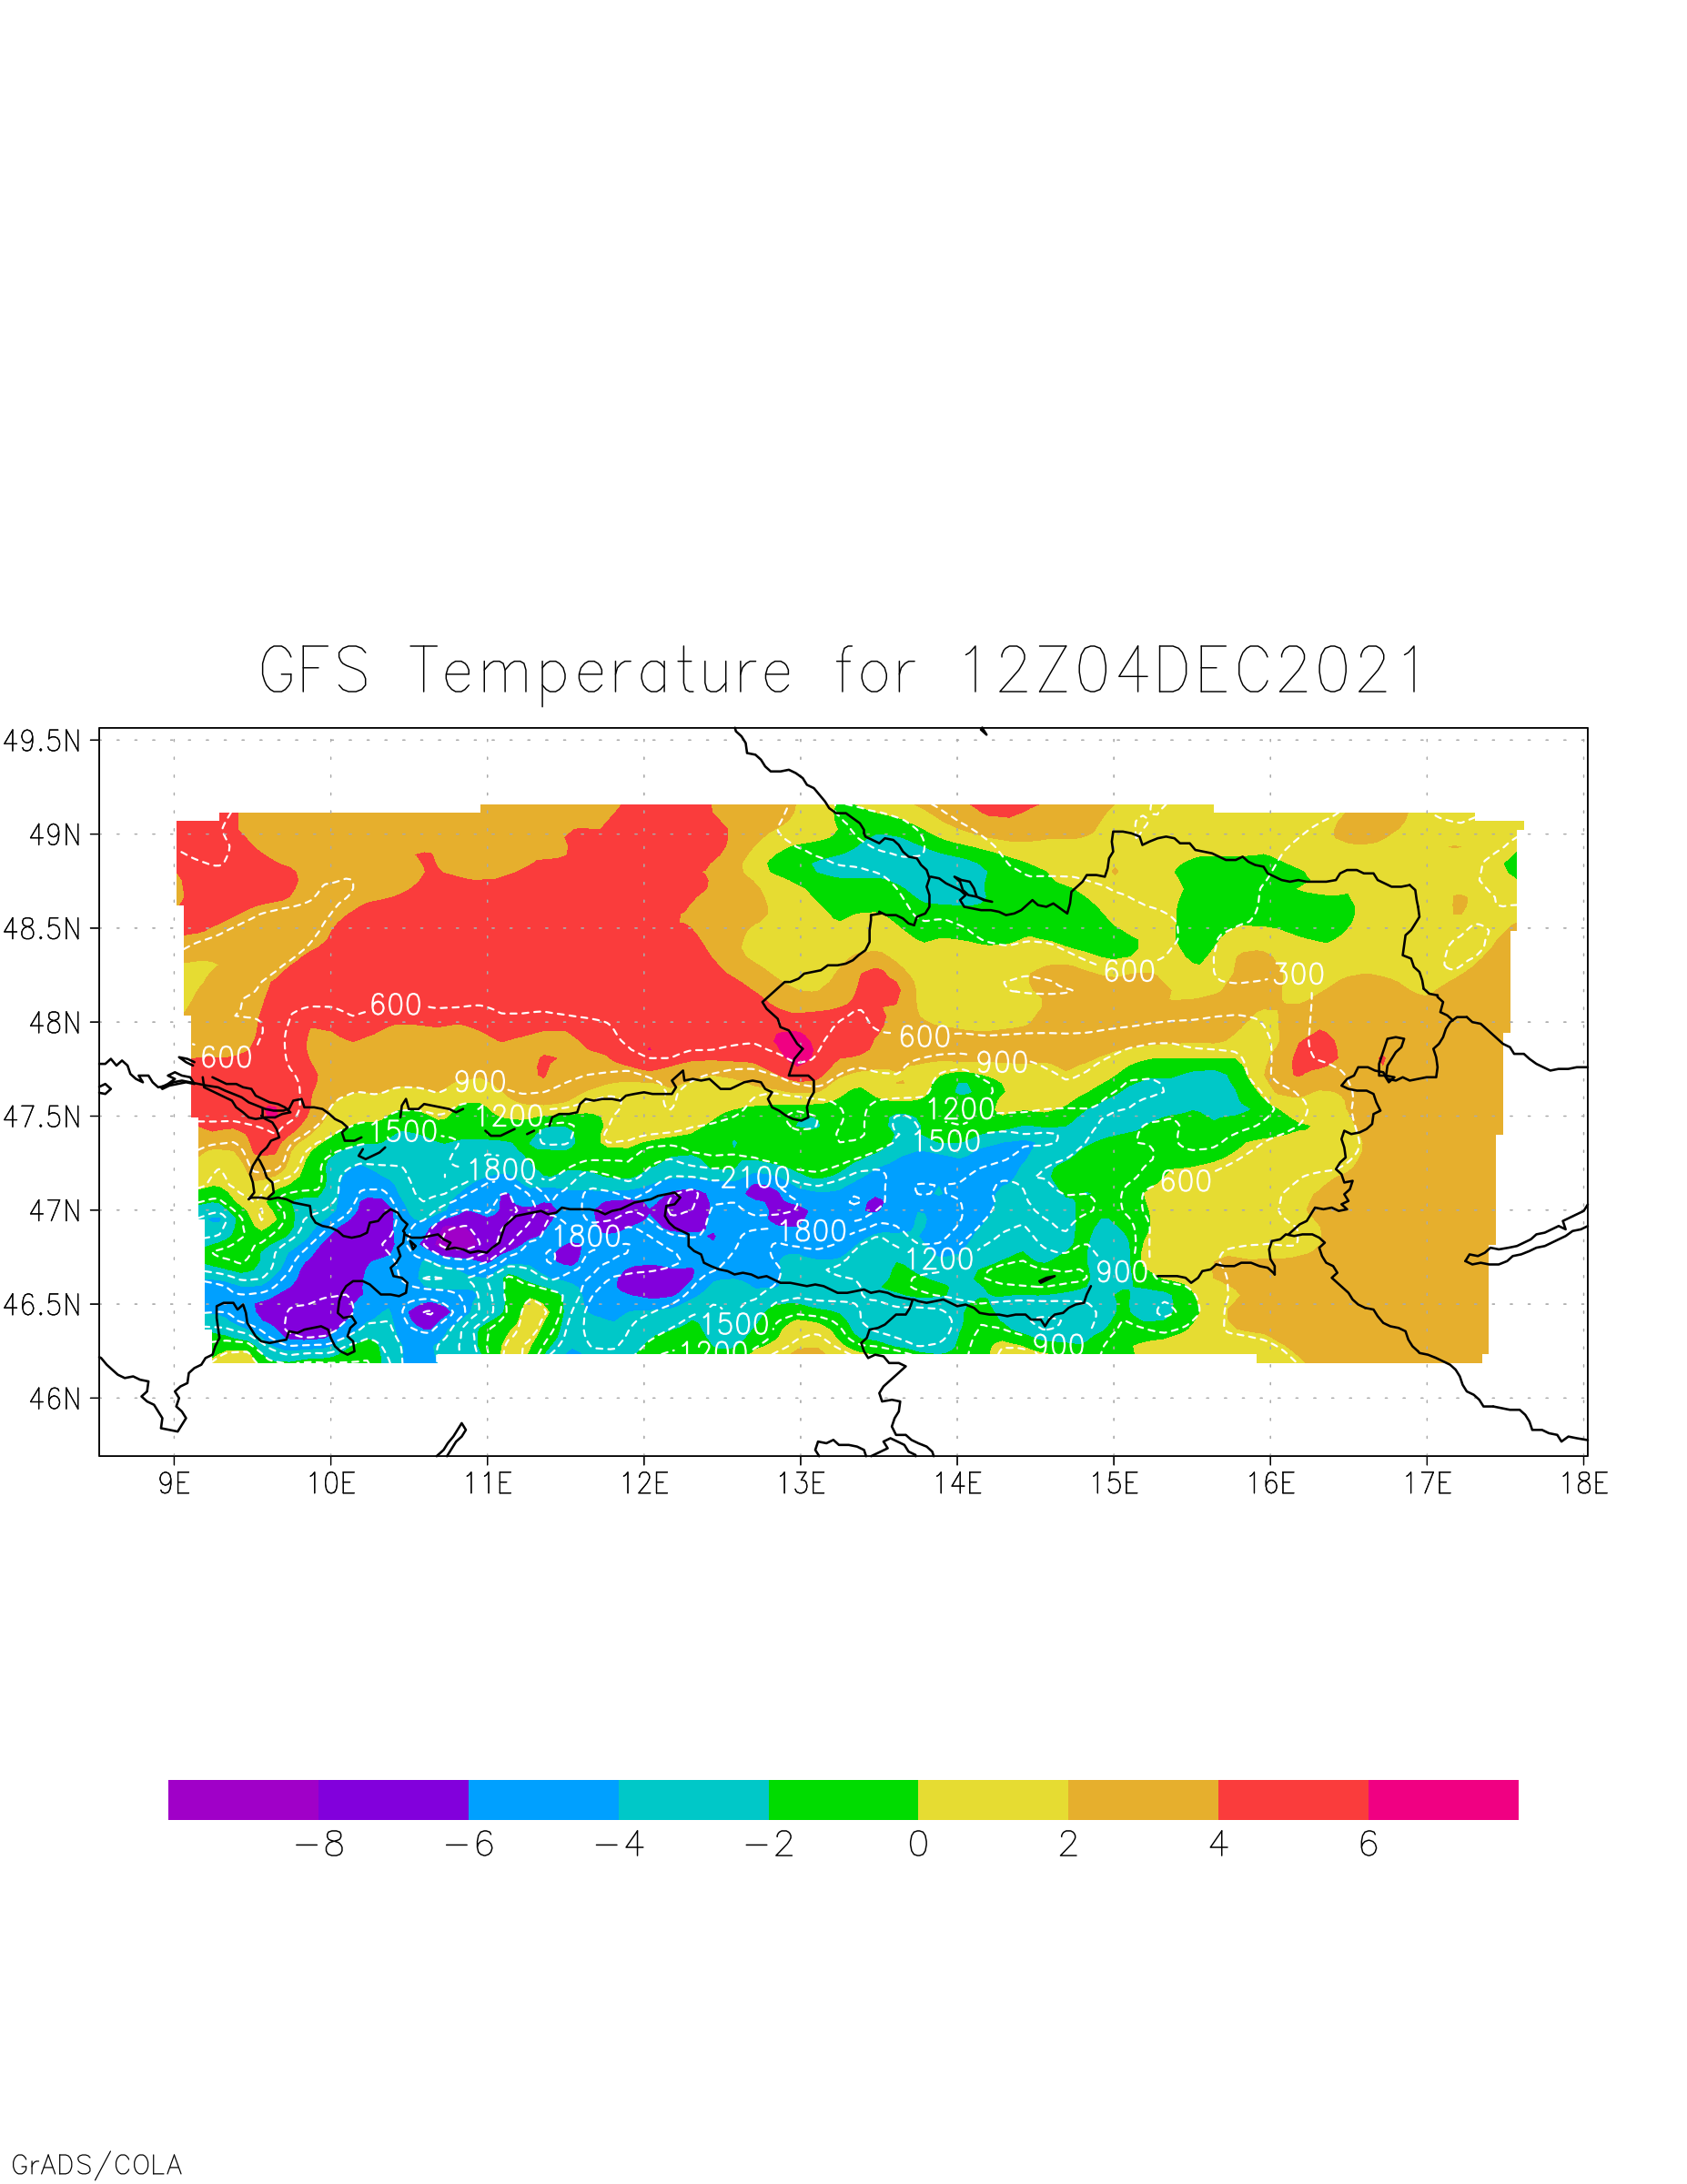 GFS Temperature for 12Z04DEC2021
49.5N
49N
48.5N
48N
47.5N
47N
46.5N
46N
600 300
600
600 600
900 900
1200 1200
1500 1500
1800 2100 600
1800 1800
1200 900
1500
1200 900
9E 10E 11E 12E 13E 14E 15E 16E 17E 18E
−8 −6 −4 −2 0 2 4 6
GrADS/COLA